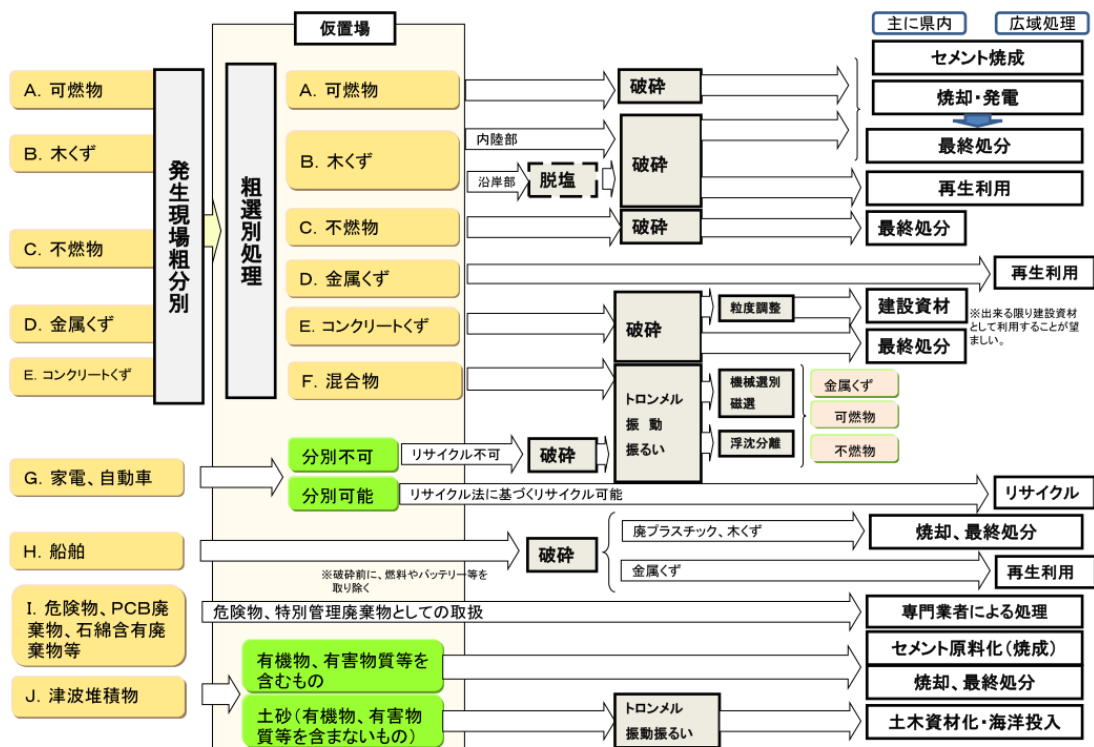 仮置場
主に県内
広域処理
A. 可燃物
B. 木くず
C. 不燃物
D. 金属くず
E. コンクリートくず
発生現場粗分別
粗選別処理
A. 可燃物
破砕
セメント焼成
焼却・発電
最終処分
B. 木くず
内陸部
沿岸部
脱塩
破砕
再生利用
C. 不燃物
破砕
最終処分
D. 金属くず
再生利用
E. コンクリートくず
破砕
粒度調整
建設資材
※出来る限り建設資材
として利用することが望
ましい。
最終処分
F. 混合物
トロンメル
振 動
振るい
機械選別
磁選
浮沈分離
金属くず
可燃物
不燃物
G. 家電、自動車
分別不可
リサイクル不可
破砕
分別可能
リサイクル法に基づくリサイクル可能
リサイクル
H. 船舶
※破砕前に、燃料やバッテリー等を
取り除く
破砕
廃プラスチック、木くず
焼却、最終処分
金属くず
再生利用
I. 危険物、PCB廃
棄物、石綿含有廃
棄物等
危険物、特別管理廃棄物としての取扱
専門業者による処理
J. 津波堆積物
有機物、有害物質等を
含むもの
セメント原料化(焼成)
焼却、最終処分
土砂(有機物、有害物
質等を含まないもの)
トロンメル
振動振るい
土木資材化・海洋投入